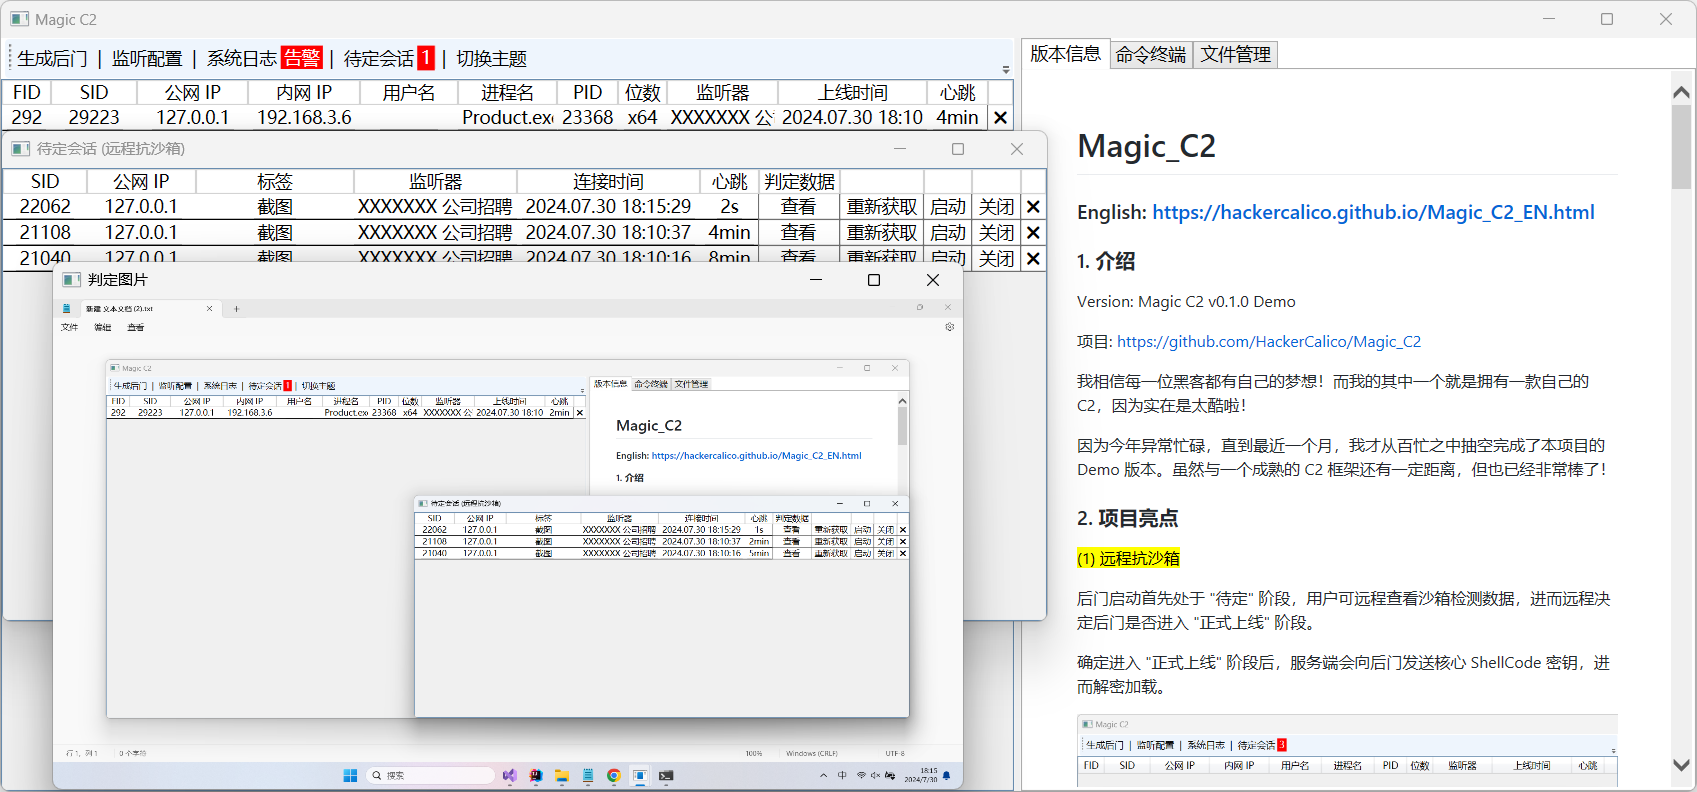 Magic C2
生成后门 | 监听配置 | 系统日志 告警 | 待定会话 1 | 切换主题
FID SID 公网 IP 内网 IP 用户名 进程名 PID 位数 监听器 上线时间 心跳
292 29223 127.0.0.1 192.168.3.6 Product.exe 23368 x64 XXXXXXX 公 2024.07.30 18:10 4min ✕
待定会话 (远程抗沙箱)
SID 公网 IP 标签 监听器 连接时间 心跳 判定数据
22062 127.0.0.1 截图 XXXXXXX 公司招聘 2024.07.30 18:15:29 2s 查看 重新获取 启动 关闭 ✕
21108 127.0.0.1 截图 XXXXXXX 公司招聘 2024.07.30 18:10:37 4min 查看 重新获取 启动 关闭 ✕
21040 127.0.0.1 截图 XXXXXXX 公司招聘 2024.07.30 18:10:16 8min 查看 重新获取 启动 关闭 ✕
判定图片
新建 文本文档 (2).txt
文件 编辑 查看
Magic C2
生成后门 | 监听配置 | 系统日志 | 待定会话 1 | 切换主题
FID SID 公网 IP 内网 IP 用户名 进程名 PID 位数 监听器 上线时间 心跳
292 29223 127.0.0.1 192.168.3.6 Product.exe 23368 x64 XXXXXXX 公 2024.07.30 18:10 2min ✕
版本信息 命令终端 文件管理
Magic_C2
English: https://hackercalico.github.io/Magic_C2_EN.html
1. 介绍
待定会话 (远程抗沙箱)
SID 公网 IP 标签 监听器 连接时间 心跳 判定数据
22062 127.0.0.1 截图 XXXXXXX 公司招聘 2024.07.30 18:15:29 1s 查看 重新获取 启动 关闭 ✕
21108 127.0.0.1 截图 XXXXXXX 公司招聘 2024.07.30 18:10:37 2min 查看 重新获取 启动 关闭 ✕
21040 127.0.0.1 截图 XXXXXXX 公司招聘 2024.07.30 18:10:16 5min 查看 重新获取 启动 关闭 ✕
行 1, 列 1 0 个字符 100% Windows (CRLF) UTF-8
搜索 中 18:15
2024/7/30
版本信息 命令终端 文件管理
Magic_C2
English: https://hackercalico.github.io/Magic_C2_EN.html
1. 介绍
Version: Magic C2 v0.1.0 Demo
项目: https://github.com/HackerCalico/Magic_C2
我相信每一位黑客都有自己的梦想！而我的其中一个就是拥有一款自己的
C2，因为实在是太酷啦！
因为今年异常忙碌，直到最近一个月，我才从百忙之中抽空完成了本项目的
Demo 版本。虽然与一个成熟的 C2 框架还有一定距离，但也已经非常棒了！
2. 项目亮点
(1) 远程抗沙箱
后门启动首先处于 "待定" 阶段，用户可远程查看沙箱检测数据，进而远程决
定后门是否进入 "正式上线" 阶段。
确定进入 "正式上线" 阶段后，服务端会向后门发送核心 ShellCode 密钥，进
而解密加载。
Magic C2
生成后门 | 监听配置 | 系统日志 | 待定会话 3
FID SID 公网 IP 内网 IP 用户名 进程名 PID 位数 监听器 上线时间 心跳